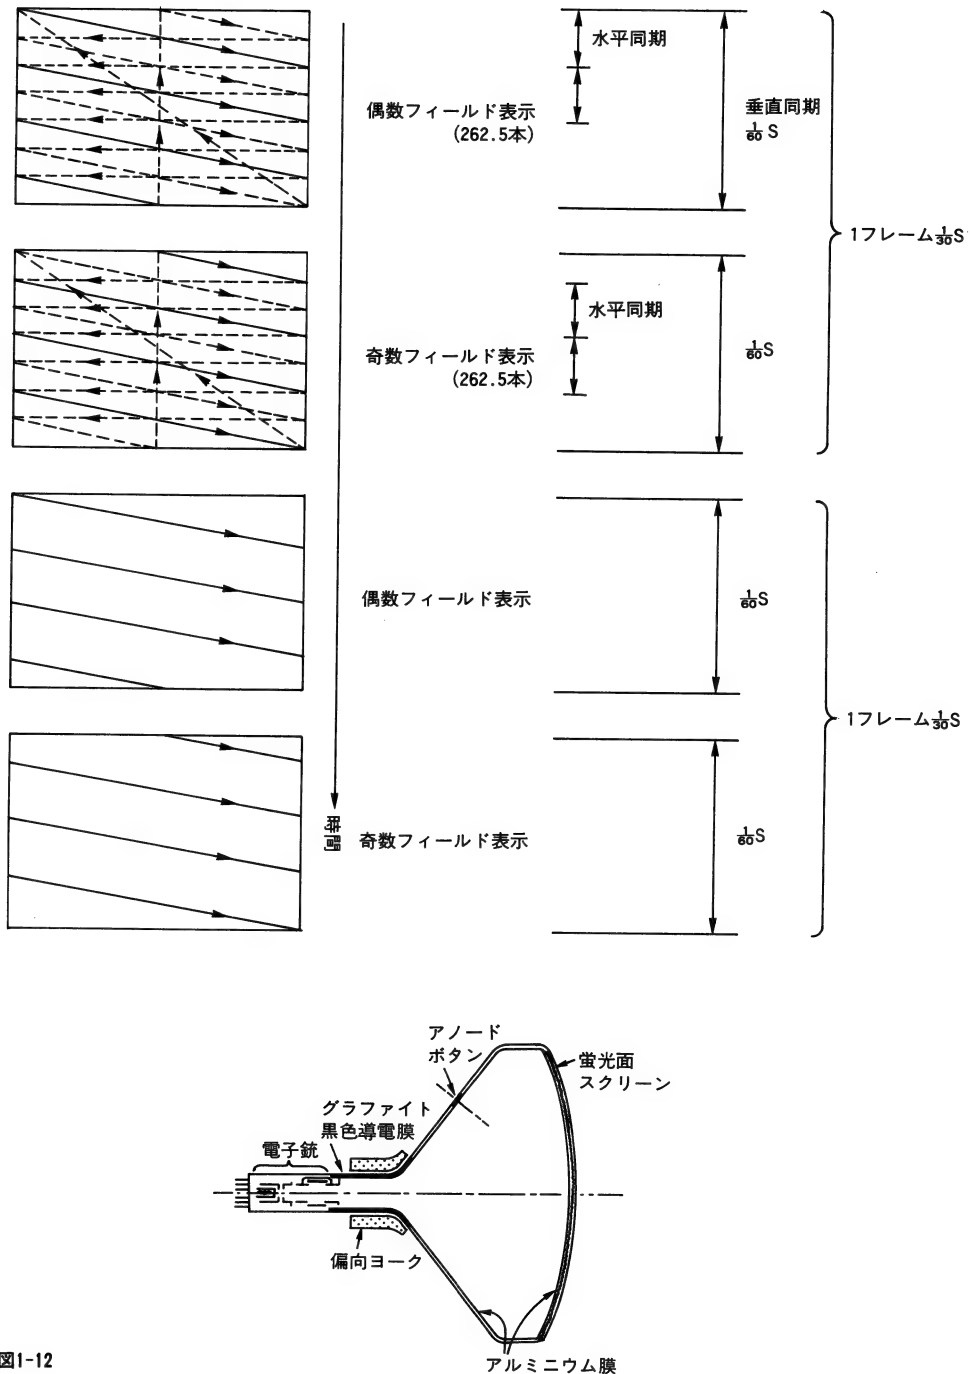 水平同期
偶数フィールド表示
(262.5本)
垂直同期
1/60 S
1フレーム1/30S
水平同期
奇数フィールド表示
(262.5本)
1/60S
偶数フィールド表示
1/60S
1フレーム1/30S
時間
奇数フィールド表示
1/60S
アノード
ボタン
蛍光面
スクリーン
グラファイト
黒色導電膜
電子銃
偏向ヨーク
アルミニウム膜
図1-12